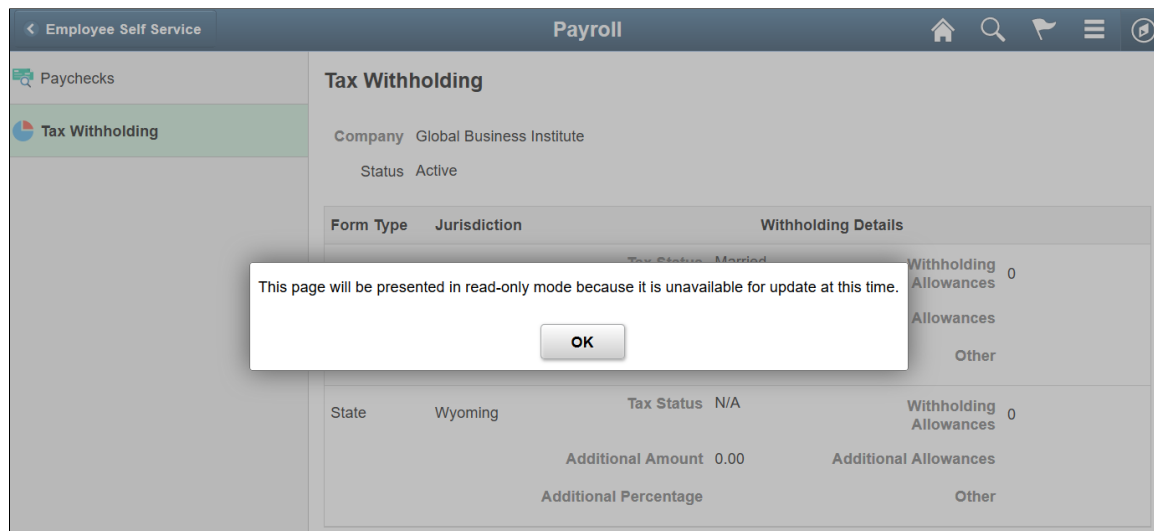 Employee Self Service
Payroll
Paychecks
Tax Withholding
Tax Withholding
Company Global Business Institute
Status Active
Form Type Jurisdiction Withholding Details
Tax Status Married
Withholding Allowances 0
This page will be presented in read-only mode because it is unavailable for update at this time.
Allowances
OK
Other
State Wyoming Tax Status N/A
Withholding Allowances 0
Additional Amount 0.00 Additional Allowances
Additional Percentage Other